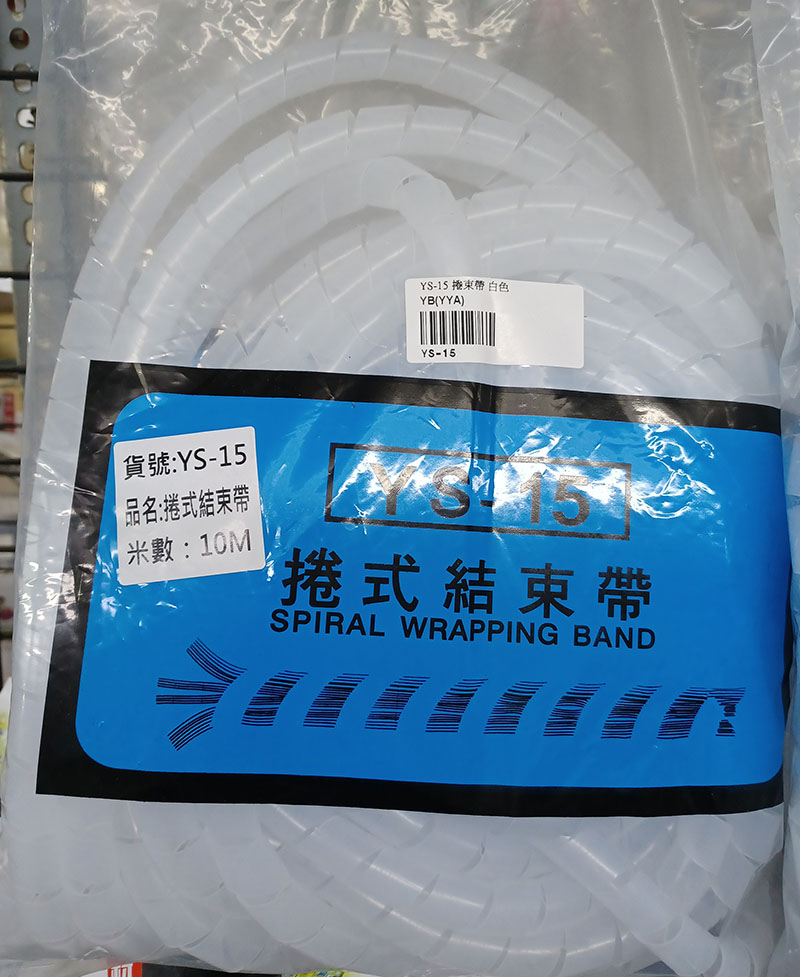 YS-15 捲束帶 白色
YB(YYA)
YS-15
貨號:YS-15
品名:捲式結束帶
米數：10M
YS-15
捲式結束帶
SPIRAL WRAPPING BAND